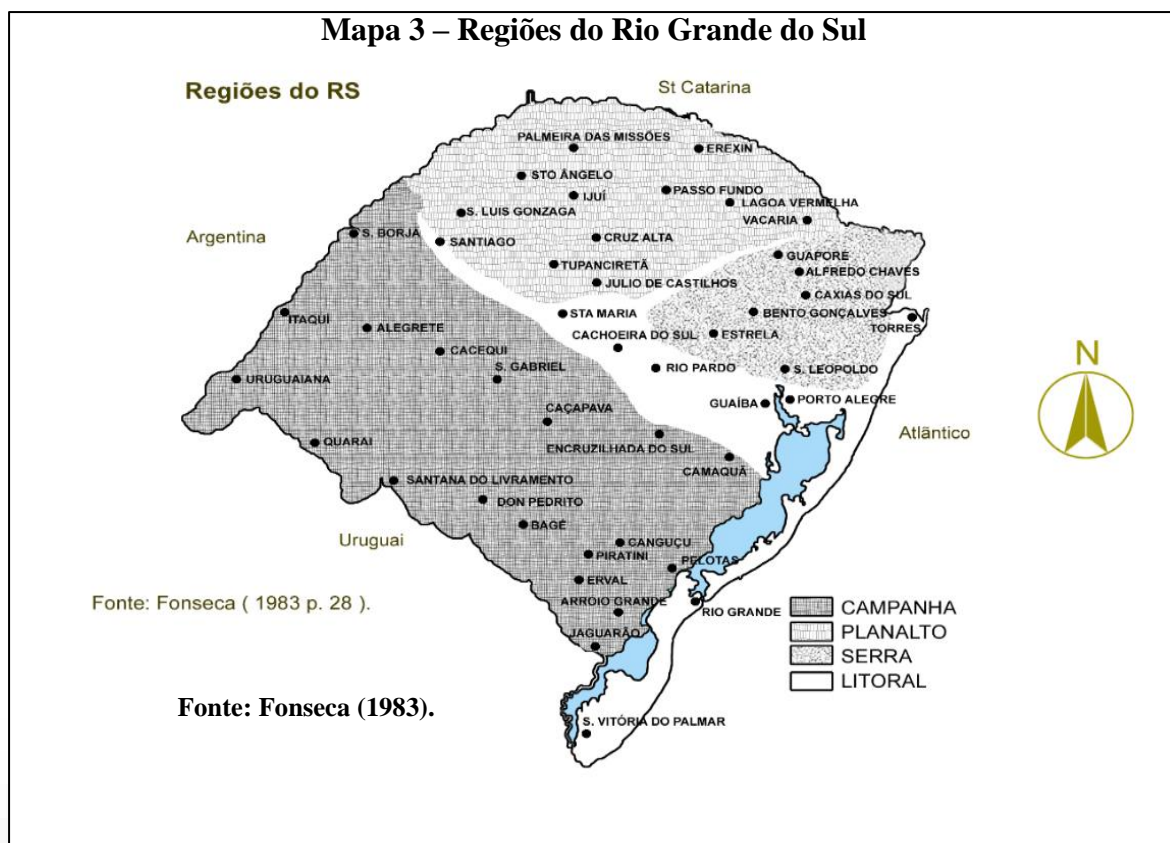 Mapa 3 – Regiões do Rio Grande do Sul
Regiões do RS
St Catarina
PALMEIRA DAS MISSÕES
EREXIN
STO ÂNGELO
PASSO FUNDO
IJUÍ
LAGOA VERMELHA
S. LUIS GONZAGA
VACARIA
Argentina
S. BORJA
SANTIAGO
CRUZ ALTA
GUAPORÉ
TUPANCIRETÃ
ALFREDO CHAVES
JULIO DE CASTILHOS
CAXIAS DO SUL
ITAQUÍ
STA MARIA
BENTO GONÇALVES
TORRES
ALEGRETE
CACHOEIRA DO SUL
ESTRELA
CACEQUI
S. GABRIEL
RIO PARDO
S. LEOPOLDO
URUGUAIANA
GUAÍBA
PORTO ALEGRE
CAÇAPAVA
Atlântico
QUARAI
ENCRUZILHADA DO SUL
CAMAQUÃ
SANTANA DO LIVRAMENTO
DON PEDRITO
BAGÉ
Uruguai
CANGUÇU
PIRATINI
PELOTAS
ERVAL
Fonte: Fonseca ( 1983 p. 28 ).
ARROIO GRANDE
RIO GRANDE
JAGUARÃO
N
CAMPANHA
PLANALTO
SERRA
LITORAL
Fonte: Fonseca (1983).
S. VITÓRIA DO PALMAR